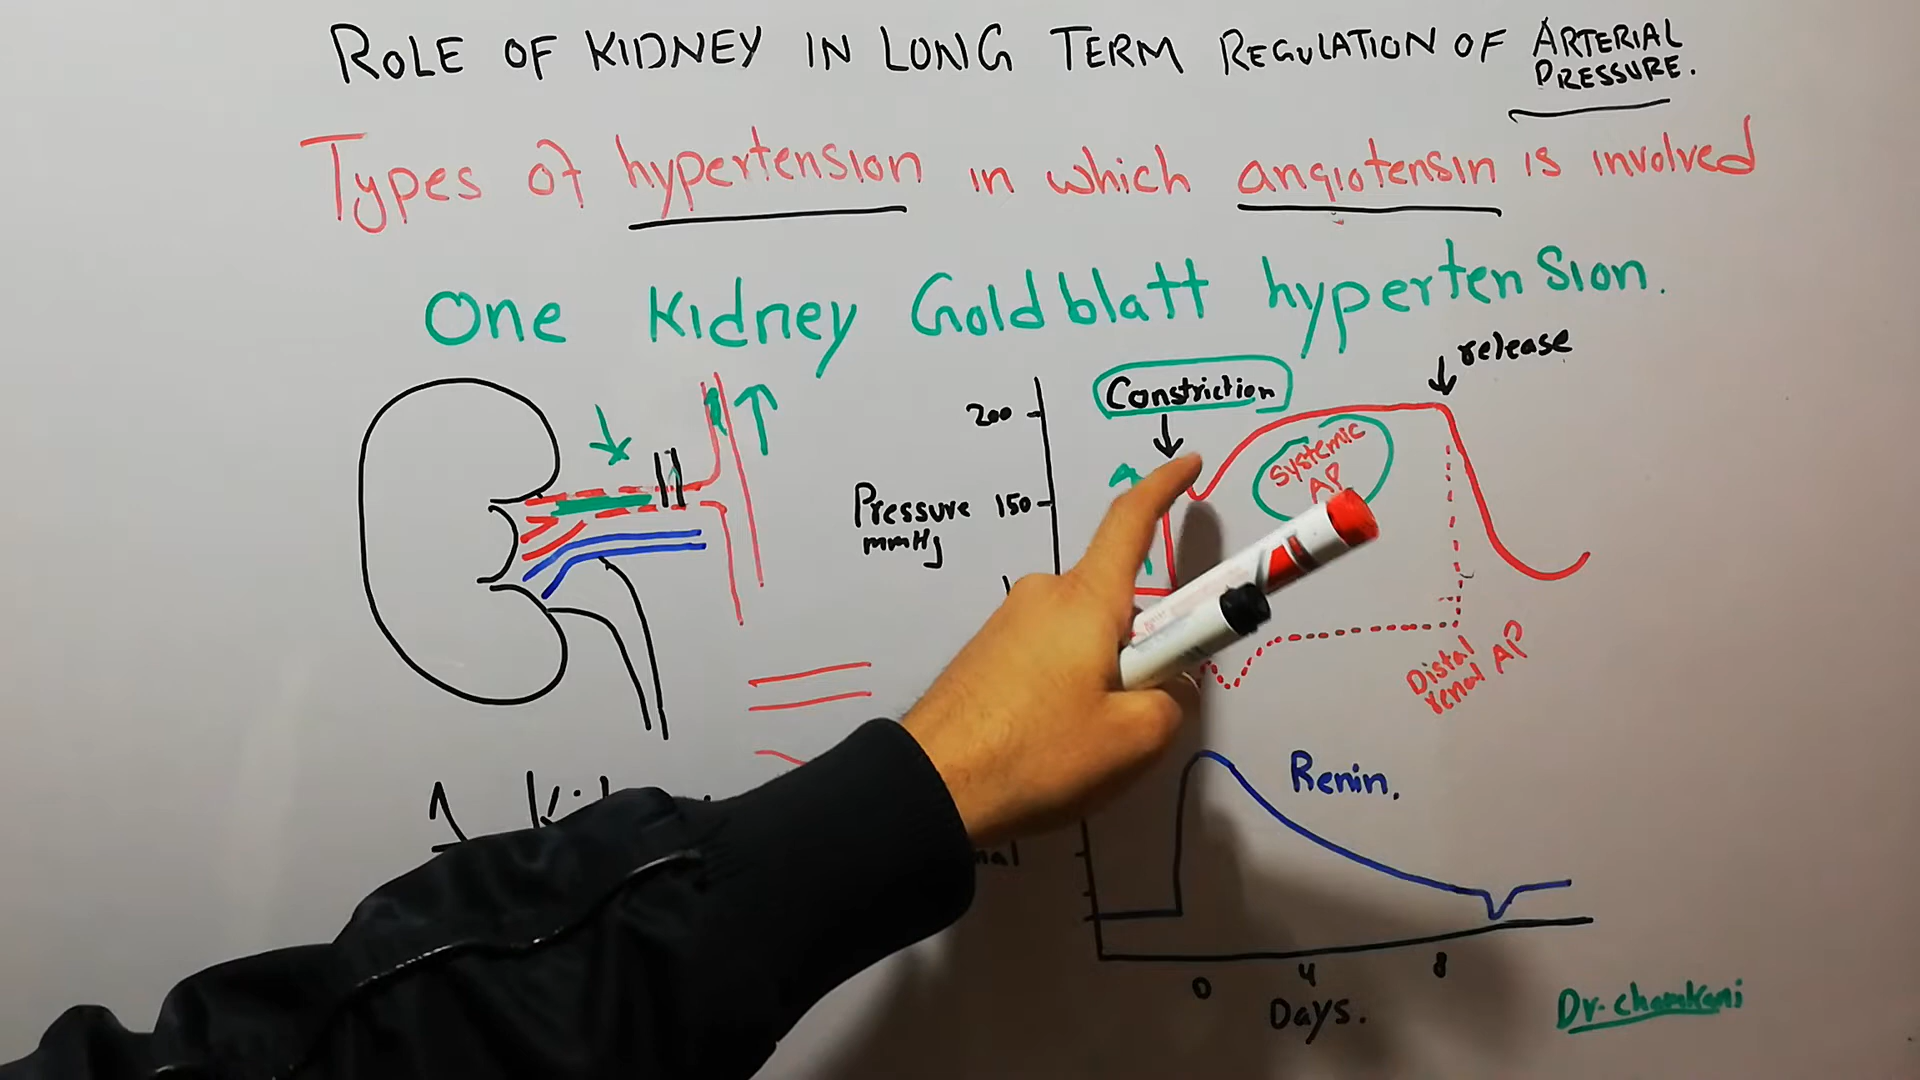 ROLE OF KIDNEY IN LONG TERM REGULATION OF ARTERIAL
PRESSURE.
Types of hypertension in which angiotensin is involved
One Kidney Goldblatt hypertension.
release
Constriction
200
Systemic
AP
Pressure 150
mmHg
Distal
renal AP
Renin.
0 4 8
Days.
Dr. chamkani